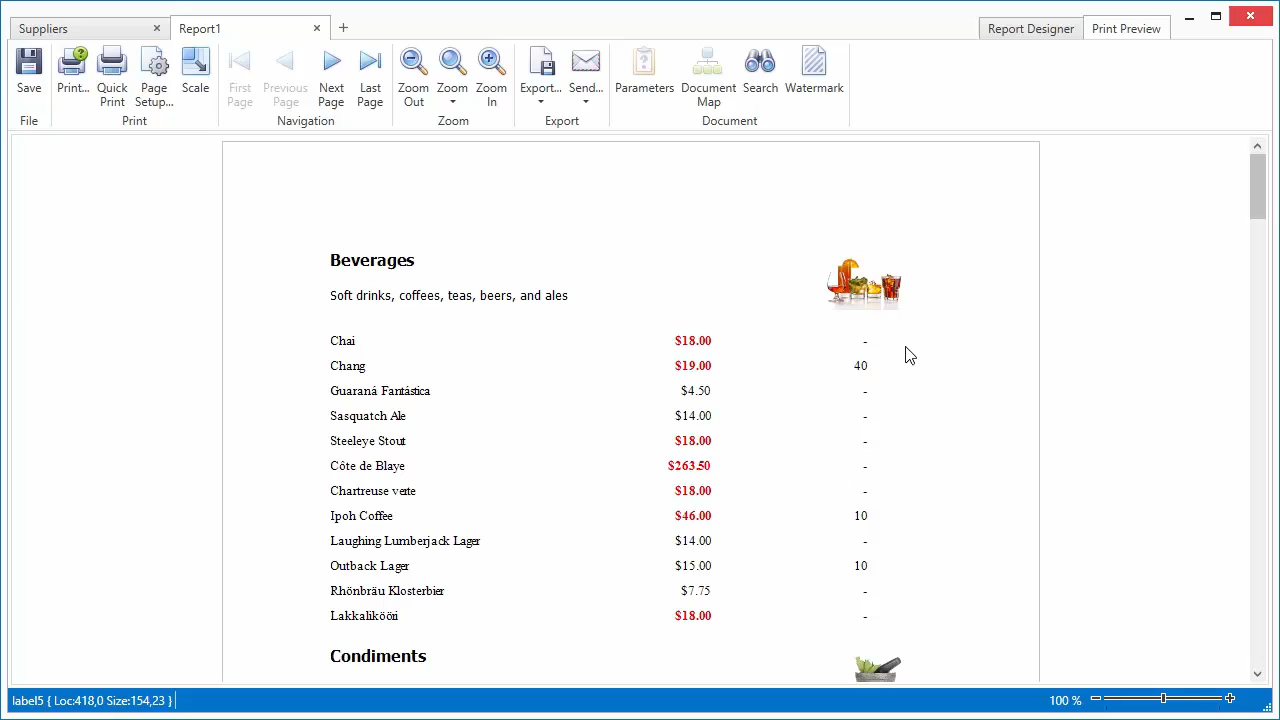 Suppliers × Report1 × + Report Designer Print Preview
Save Print... Quick Print Page Setup... Scale First Page Previous Page Next Page Last Page Zoom Out Zoom Zoom In Export... Send... Parameters Document Map Search Watermark
File Print Navigation Zoom Export Document
Beverages
Soft drinks, coffees, teas, beers, and ales
Chai $18.00 -
Chang $19.00 40
Guaraná Fantástica $4.50 -
Sasquatch Ale $14.00 -
Steeleye Stout $18.00 -
Côte de Blaye $263.50 -
Chartreuse verte $18.00 -
Ipoh Coffee $46.00 10
Laughing Lumberjack Lager $14.00 -
Outback Lager $15.00 10
Rhönbräu Klosterbier $7.75 -
Lakkalikööri $18.00 -
Condiments
label5 { Loc:418,0 Size:154,23 } 100 %